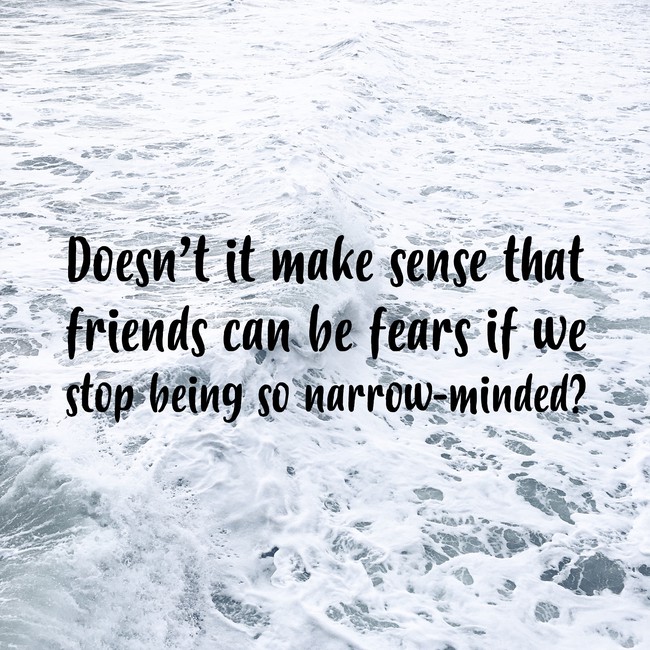 Doesn't it make sense that
friends can be fears if we
stop being so narrow-minded?